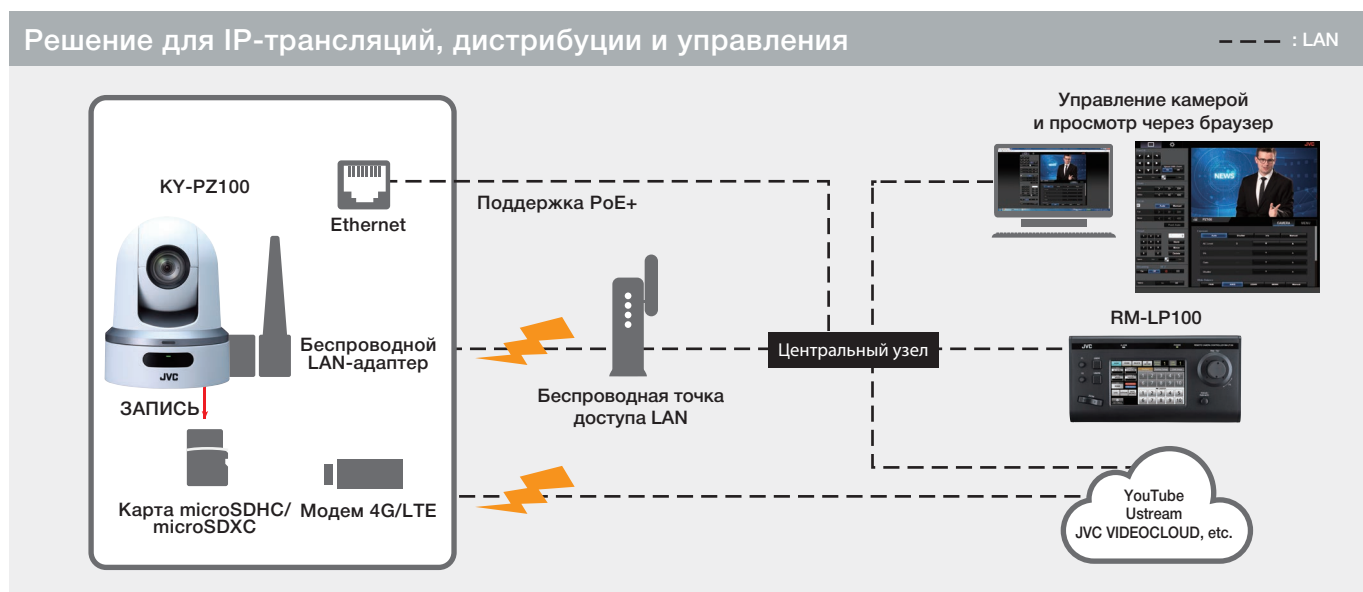 Решение для IP-трансляций, дистрибуции и управления
: LAN
Управление камерой
и просмотр через браузер
KY-PZ100
Ethernet
Поддержка PoE+
NEWS
JVC
RM-LP100
Беспроводной
LAN-адаптер
Центральный узел
JVC
JVC
ЗАПИСЬ
Беспроводная точка
доступа LAN
Карта microSDHC/
microSDXC
Модем 4G/LTE
YouTube
Ustream
JVC VIDEOCLOUD, etc.